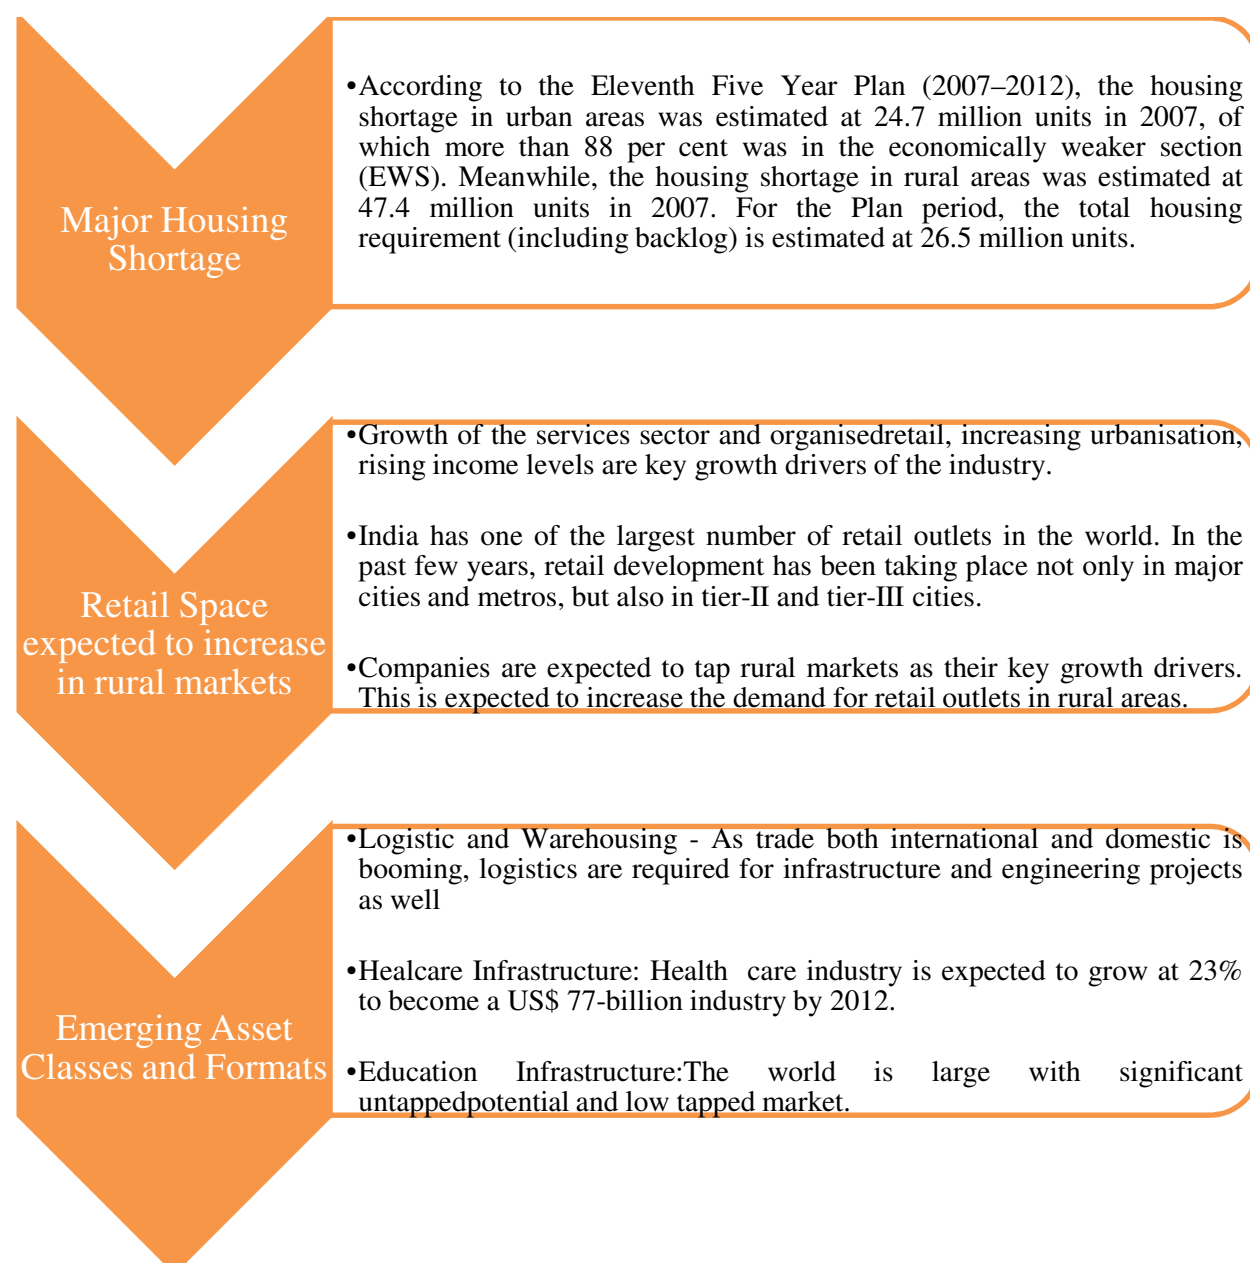 Major Housing
Shortage
•According to the Eleventh Five Year Plan (2007–2012), the housing
shortage in urban areas was estimated at 24.7 million units in 2007, of
which more than 88 per cent was in the economically weaker section
(EWS). Meanwhile, the housing shortage in rural areas was estimated at
47.4 million units in 2007. For the Plan period, the total housing
requirement (including backlog) is estimated at 26.5 million units.
Retail Space
expected to increase
in rural markets
•Growth of the services sector and organisedretail, increasing urbanisation,
rising income levels are key growth drivers of the industry.
•India has one of the largest number of retail outlets in the world. In the
past few years, retail development has been taking place not only in major
cities and metros, but also in tier-II and tier-III cities.
•Companies are expected to tap rural markets as their key growth drivers.
This is expected to increase the demand for retail outlets in rural areas.
Emerging Asset
Classes and Formats
•Logistic and Warehousing - As trade both international and domestic is
booming, logistics are required for infrastructure and engineering projects
as well
•Healcare Infrastructure: Health care industry is expected to grow at 23%
to become a US$ 77-billion industry by 2012.
•Education Infrastructure:The world is large with significant
untappedpotential and low tapped market.